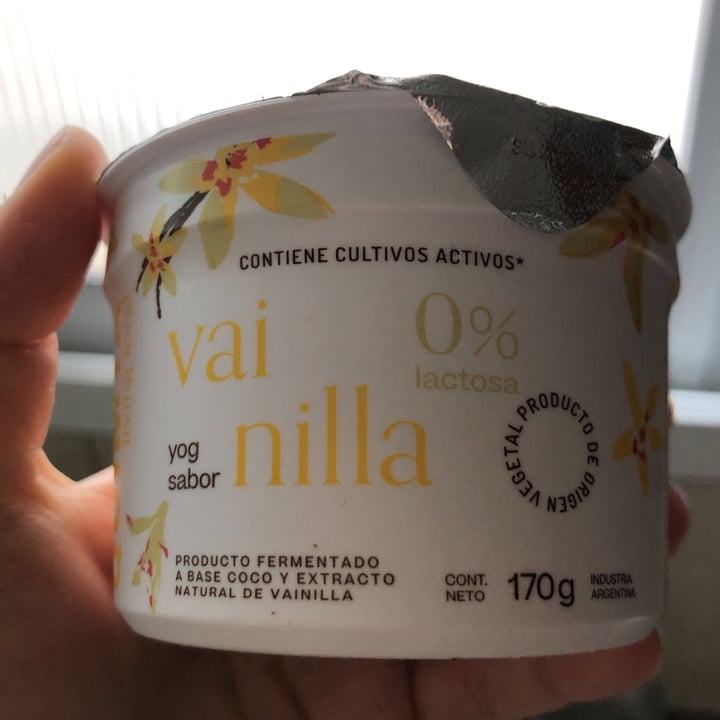 CONTIENE CULTIVOS ACTIVOS*
vai
nilla
0%
lactosa
yog
sabor
PRODUCTO DE ORIGEN VEGETAL
PRODUCTO FERMENTADO
A BASE COCO Y EXTRACTO
NATURAL DE VAINILLA
CONT.
NETO
170g
INDUSTRIA
ARGENTINA